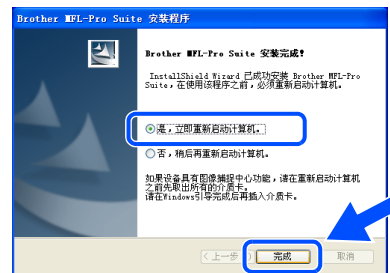 Brother MFL-Pro Suite 安装程序
Brother MFL-Pro Suite 安装完成!
InstallShield Wizard 已成功安装 Brother MFL-Pro
Suite,在使用该程序之前,必须重新启动计算机。
是,立即重新启动计算机。
否,稍后再重新启动计算机。
如果设备具有图像捕捉中心功能,请在重新启动计算机
之前先取出所有的介质卡。
请在Windows引导完成后再插入介质卡。
<上一步 完成 取消